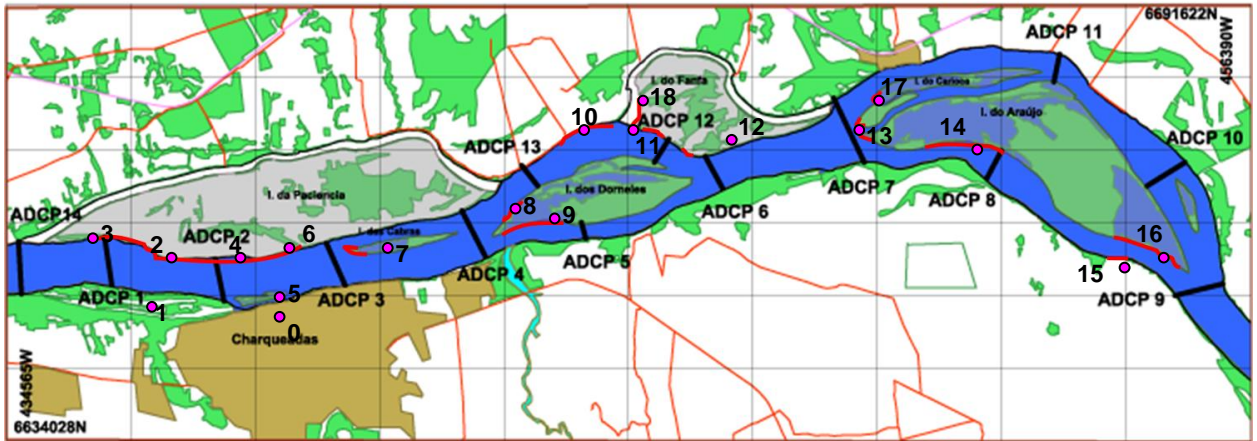 6691622N
456390W
ADCP 11
17
I. do Carioca
I. do Fanfa
18
I. do Araújo
10
ADCP 12
12
13
14
ADCP 10
11
ADCP 13
I. dos Dorneles
ADCP 7
I. da Paciencia
ADCP 8
8
9
ADCP 6
ADCP14
3
ADCP 2
I. das Cabras
2
4
6
7
16
ADCP 5
ADCP 4
15
ADCP 1
ADCP 3
ADCP 9
5
1
0
Charqueadas
434565W
6634028N